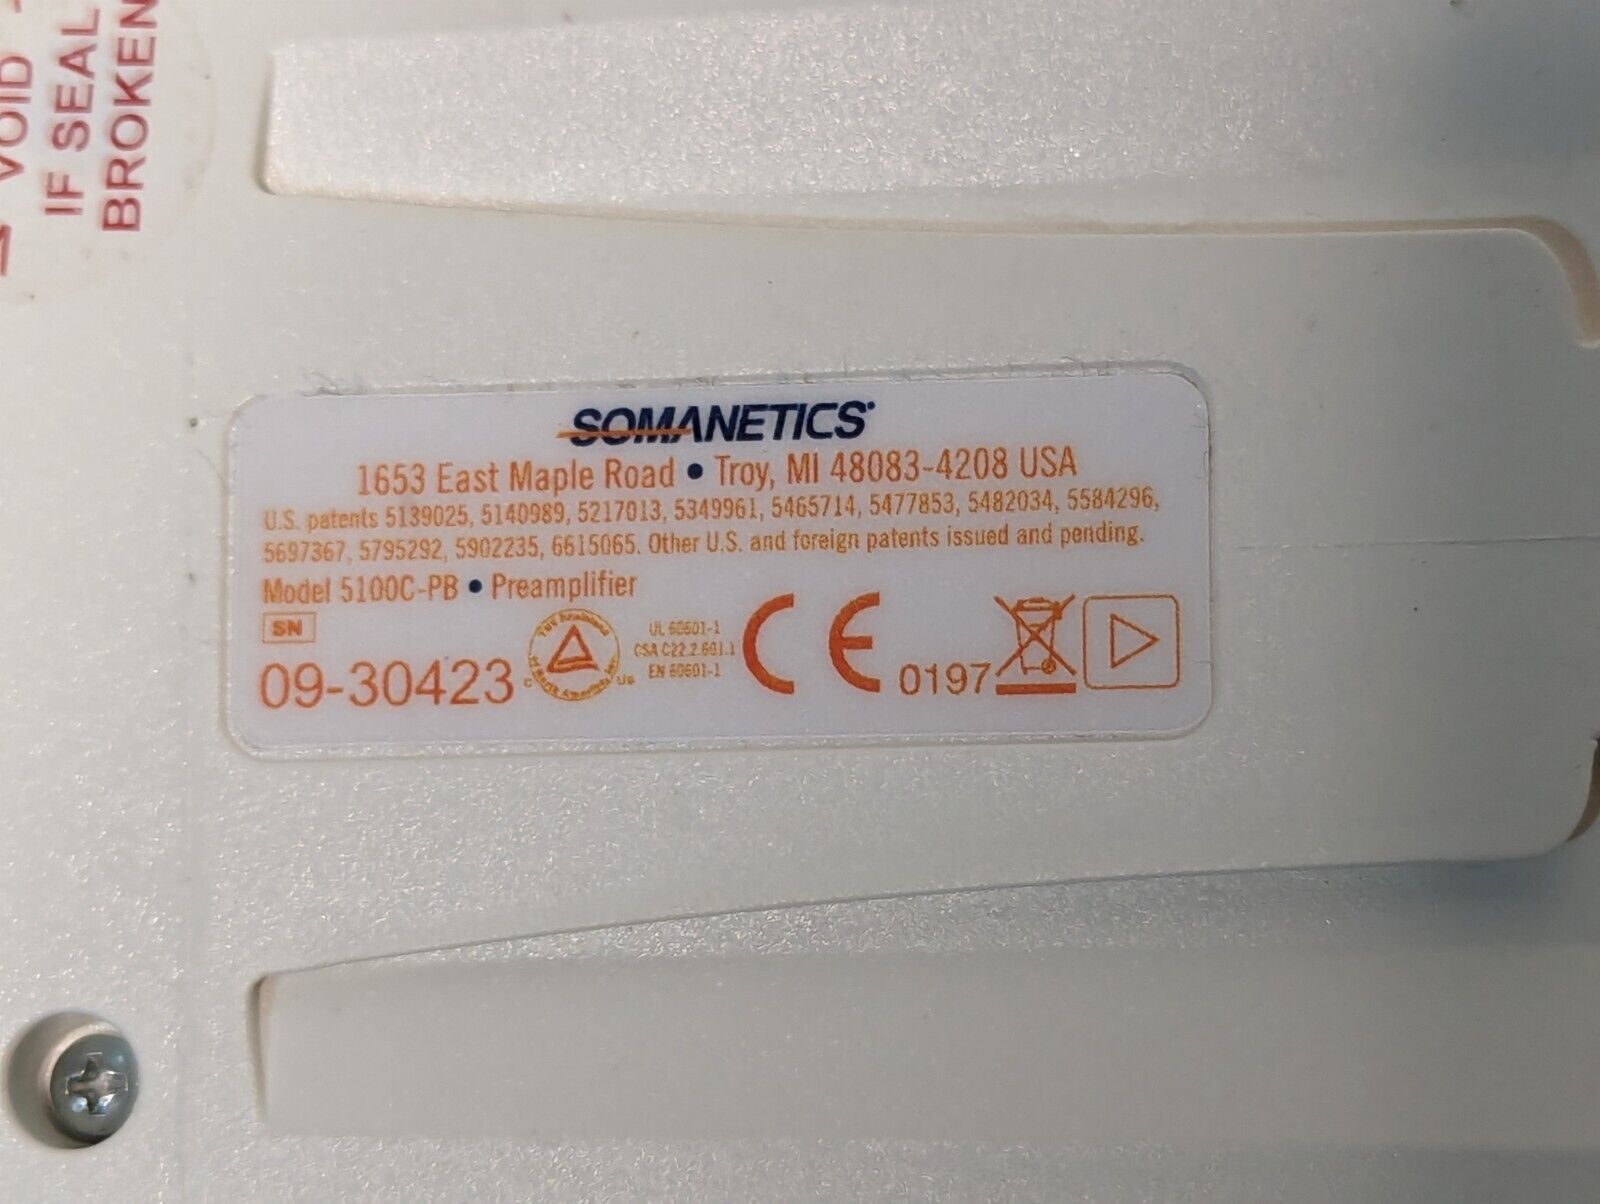 VOID
IF SEAL
BROKEN
SOMANETICS
1653 East Maple Road • Troy, MI 48083-4208 USA
U.S. patents 5139025, 5140989, 5217013, 5349961, 5465714, 5477853, 5482034, 5584296,
5697367, 5795292, 5902235, 6615065. Other U.S. and foreign patents issued and pending.
Model 5100C-PB • Preamplifier
SN
09-30423
C US
UL 60601-1
CSA C22.2.601.1
EN 60601-1
CE 0197